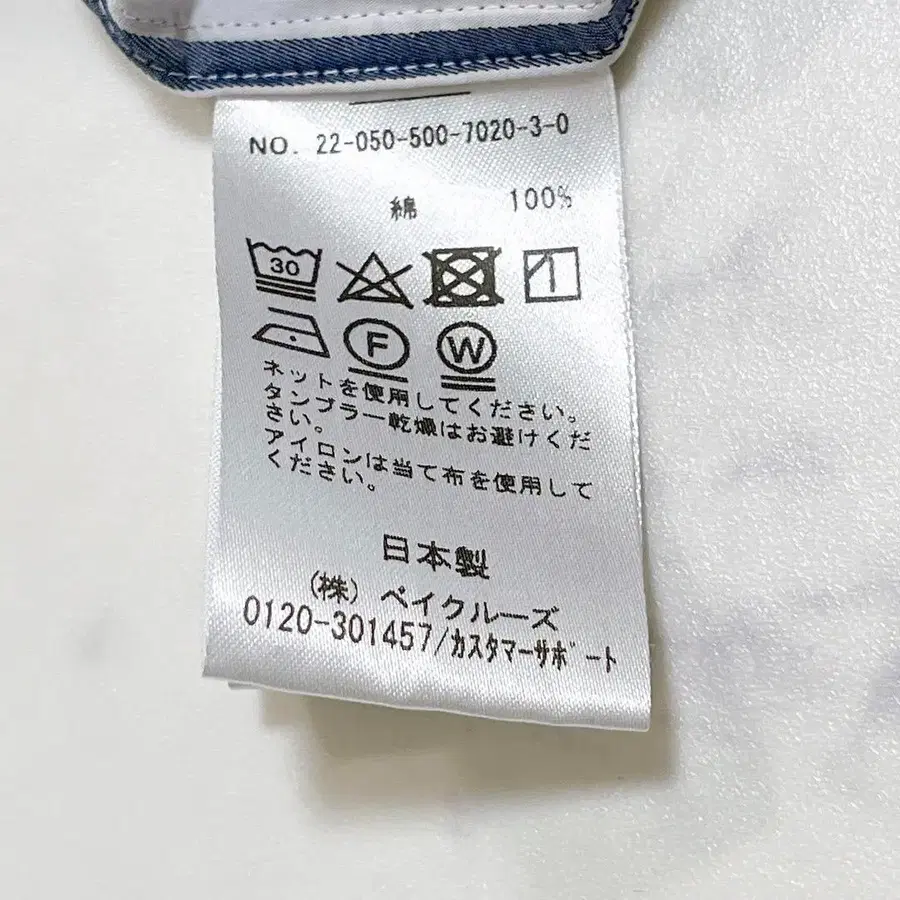 NO. 22-050-500-7020-3-0
綿 100%
30
F W
ネットを使用してください。
タンブラー乾燥はお避けくだ
さい。
アイロンは当て布を使用して
ください。
日本製
(株) ベイクルーズ
0120-301457/カスタマーサポート